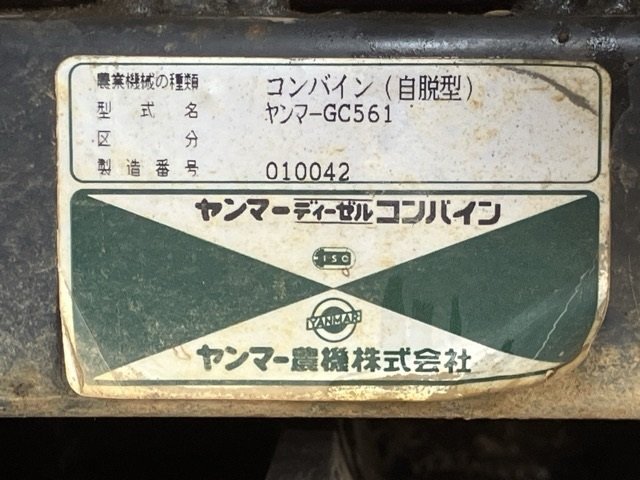 農業機械の種類 コンバイン(自脱型)
型式名 ヤンマーGC561
区分
製造番号 010042
ヤンマーディーゼルコンバイン
ISC
YANMAR
ヤンマー農機株式会社